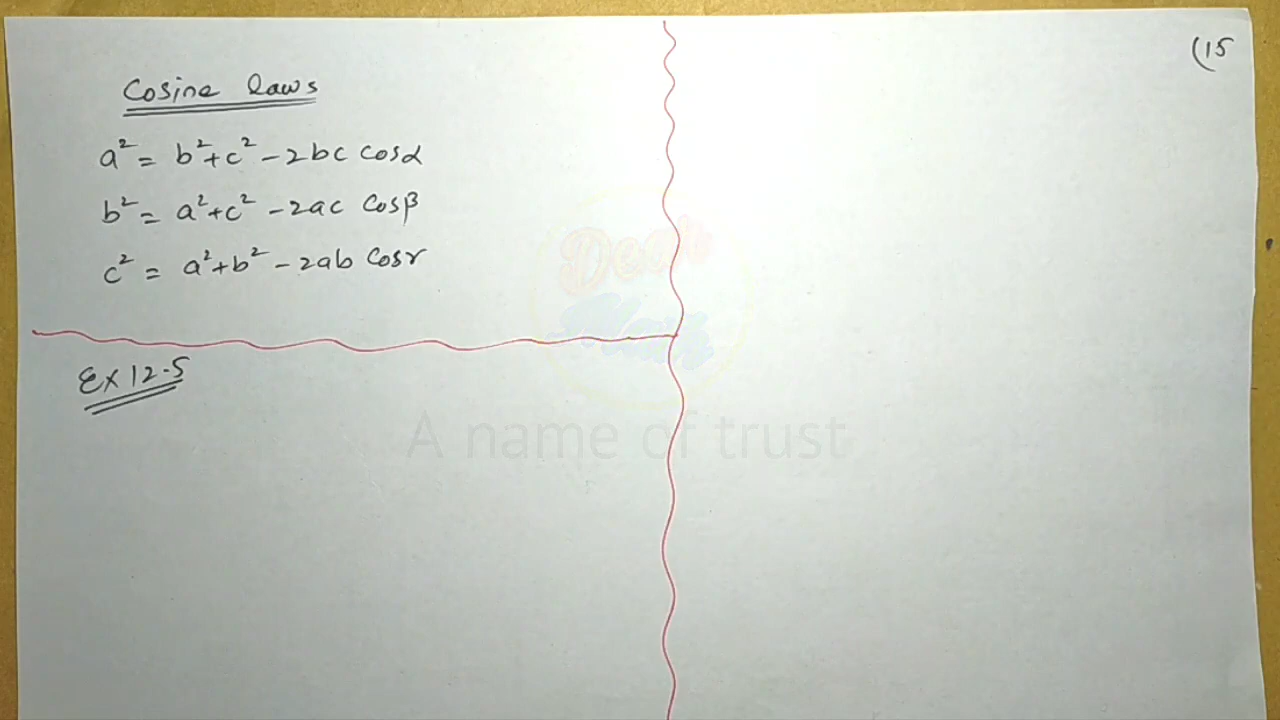 (15
Cosine laws
a² = b²+c² - 2bc cosα
b² = a²+c² - 2ac Cosβ
c² = a²+b² - 2ab Cosγ
Ex 12.5
Dear
A name of trust